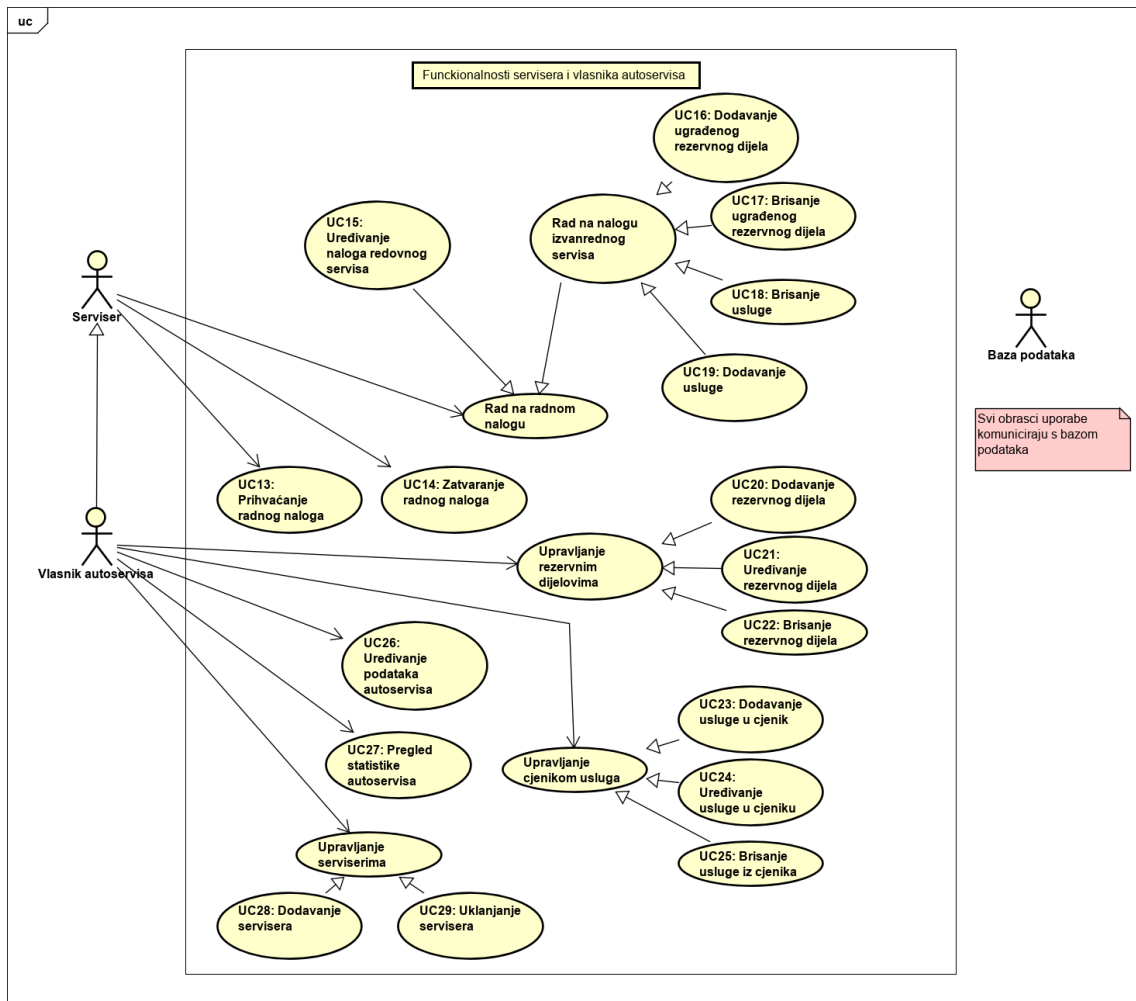 uc
Funckionalnosti servisera i vlasnika autoservisa
UC16: Dodavanje
ugrađenog
rezervnog dijela
UC17: Brisanje
ugrađenog
rezervnog dijela
UC15:
Uređivanje
naloga redovnog
servisa
Rad na nalogu
izvanrednog
servisa
UC18: Brisanje
usluge
Serviser
Baza podataka
UC19: Dodavanje
usluge
Rad na radnom
nalogu
Svi obrasci uporabe
komuniciraju s bazom
podataka
UC13:
Prihvaćanje
radnog naloga
UC14: Zatvaranje
radnog naloga
UC20: Dodavanje
rezervnog dijela
Vlasnik autoservisa
Upravljanje
rezervnim
dijelovima
UC21:
Uređivanje
rezervnog dijela
UC22: Brisanje
rezervnog dijela
UC26:
Uređivanje
podataka
autoservisa
UC23: Dodavanje
usluge u cjenik
UC27: Pregled
statistike
autoservisa
Upravljanje
cjenikom usluga
UC24:
Uređivanje
usluge u cjeniku
UC25: Brisanje
usluge iz cjenika
Upravljanje
serviserima
UC28: Dodavanje
servisera
UC29: Uklanjanje
servisera